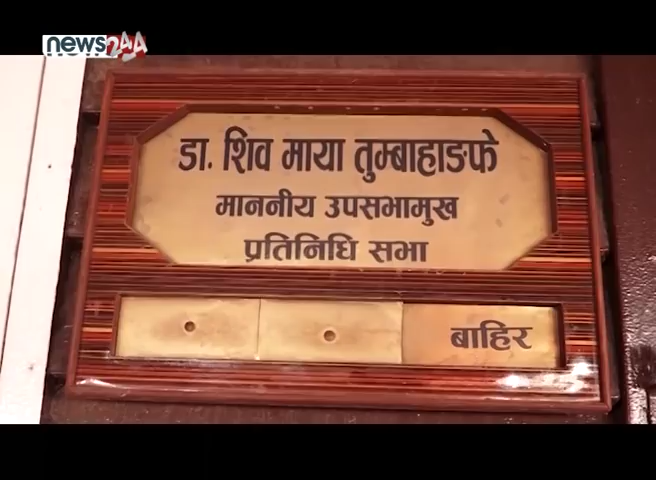 news24
डा. शिव माया तुम्बाहाङफे
माननीय उपसभामुख
प्रतिनिधि सभा
बाहिर